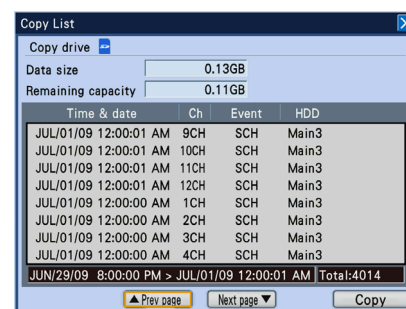 Copy List
Copy drive
Data size 0.13GB
Remaining capacity 0.11GB
Time & date Ch Event HDD
JUL/01/09 12:00:01 AM 9CH SCH Main3
JUL/01/09 12:00:01 AM 10CH SCH Main3
JUL/01/09 12:00:01 AM 11CH SCH Main3
JUL/01/09 12:00:01 AM 12CH SCH Main3
JUL/01/09 12:00:00 AM 1CH SCH Main3
JUL/01/09 12:00:00 AM 2CH SCH Main3
JUL/01/09 12:00:00 AM 3CH SCH Main3
JUL/01/09 12:00:00 AM 4CH SCH Main3
JUN/29/09 8:00:00 PM > JUL/01/09 12:00:01 AM Total:4014
▲ Prev page Next page ▼ Copy